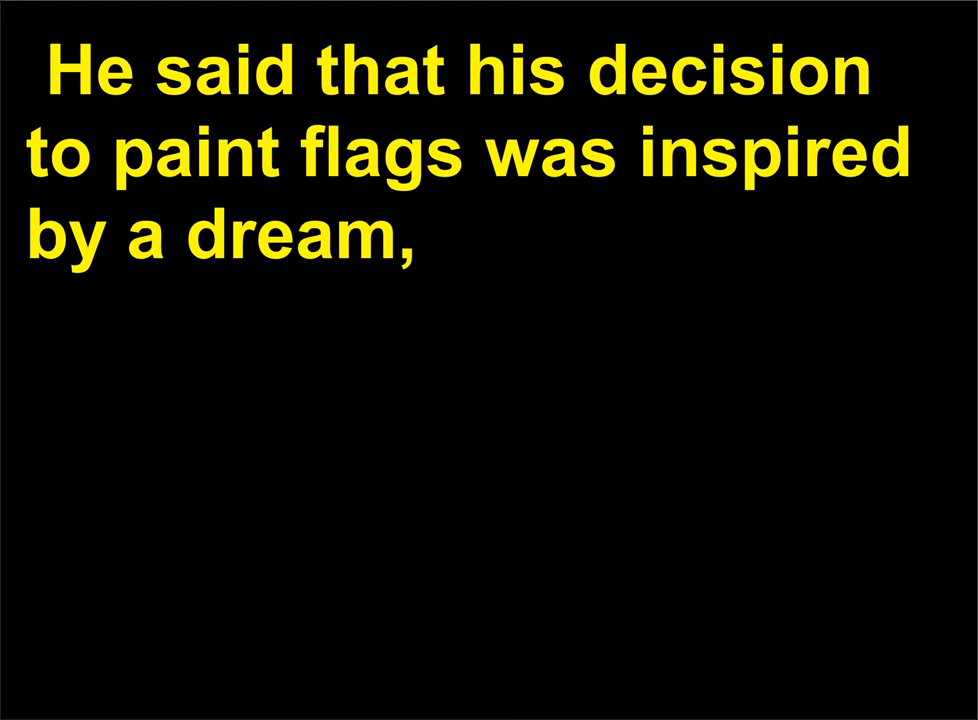 He said that his decision
to paint flags was inspired
by a dream,